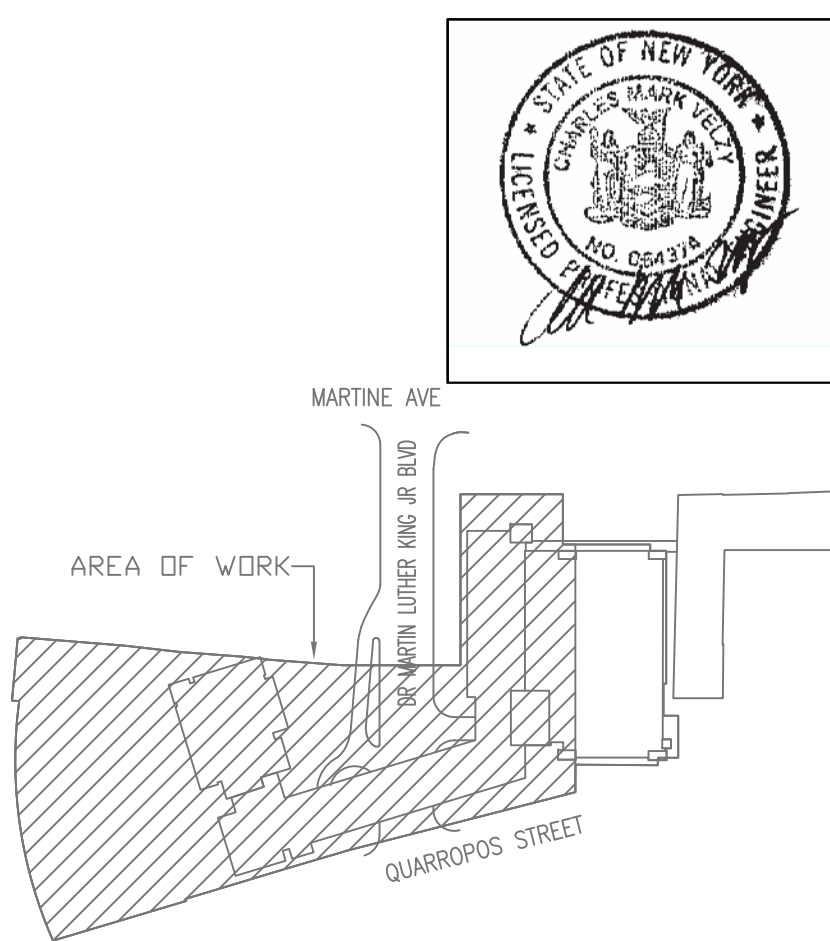 STATE OF NEW YORK
CHARLES MARK VELZY
NO. 064374
LICENSED PROFESSIONAL ENGINEER
MARTINE AVE
DR MARTIN LUTHER KING JR BLVD
AREA OF WORK
QUARROPOS STREET